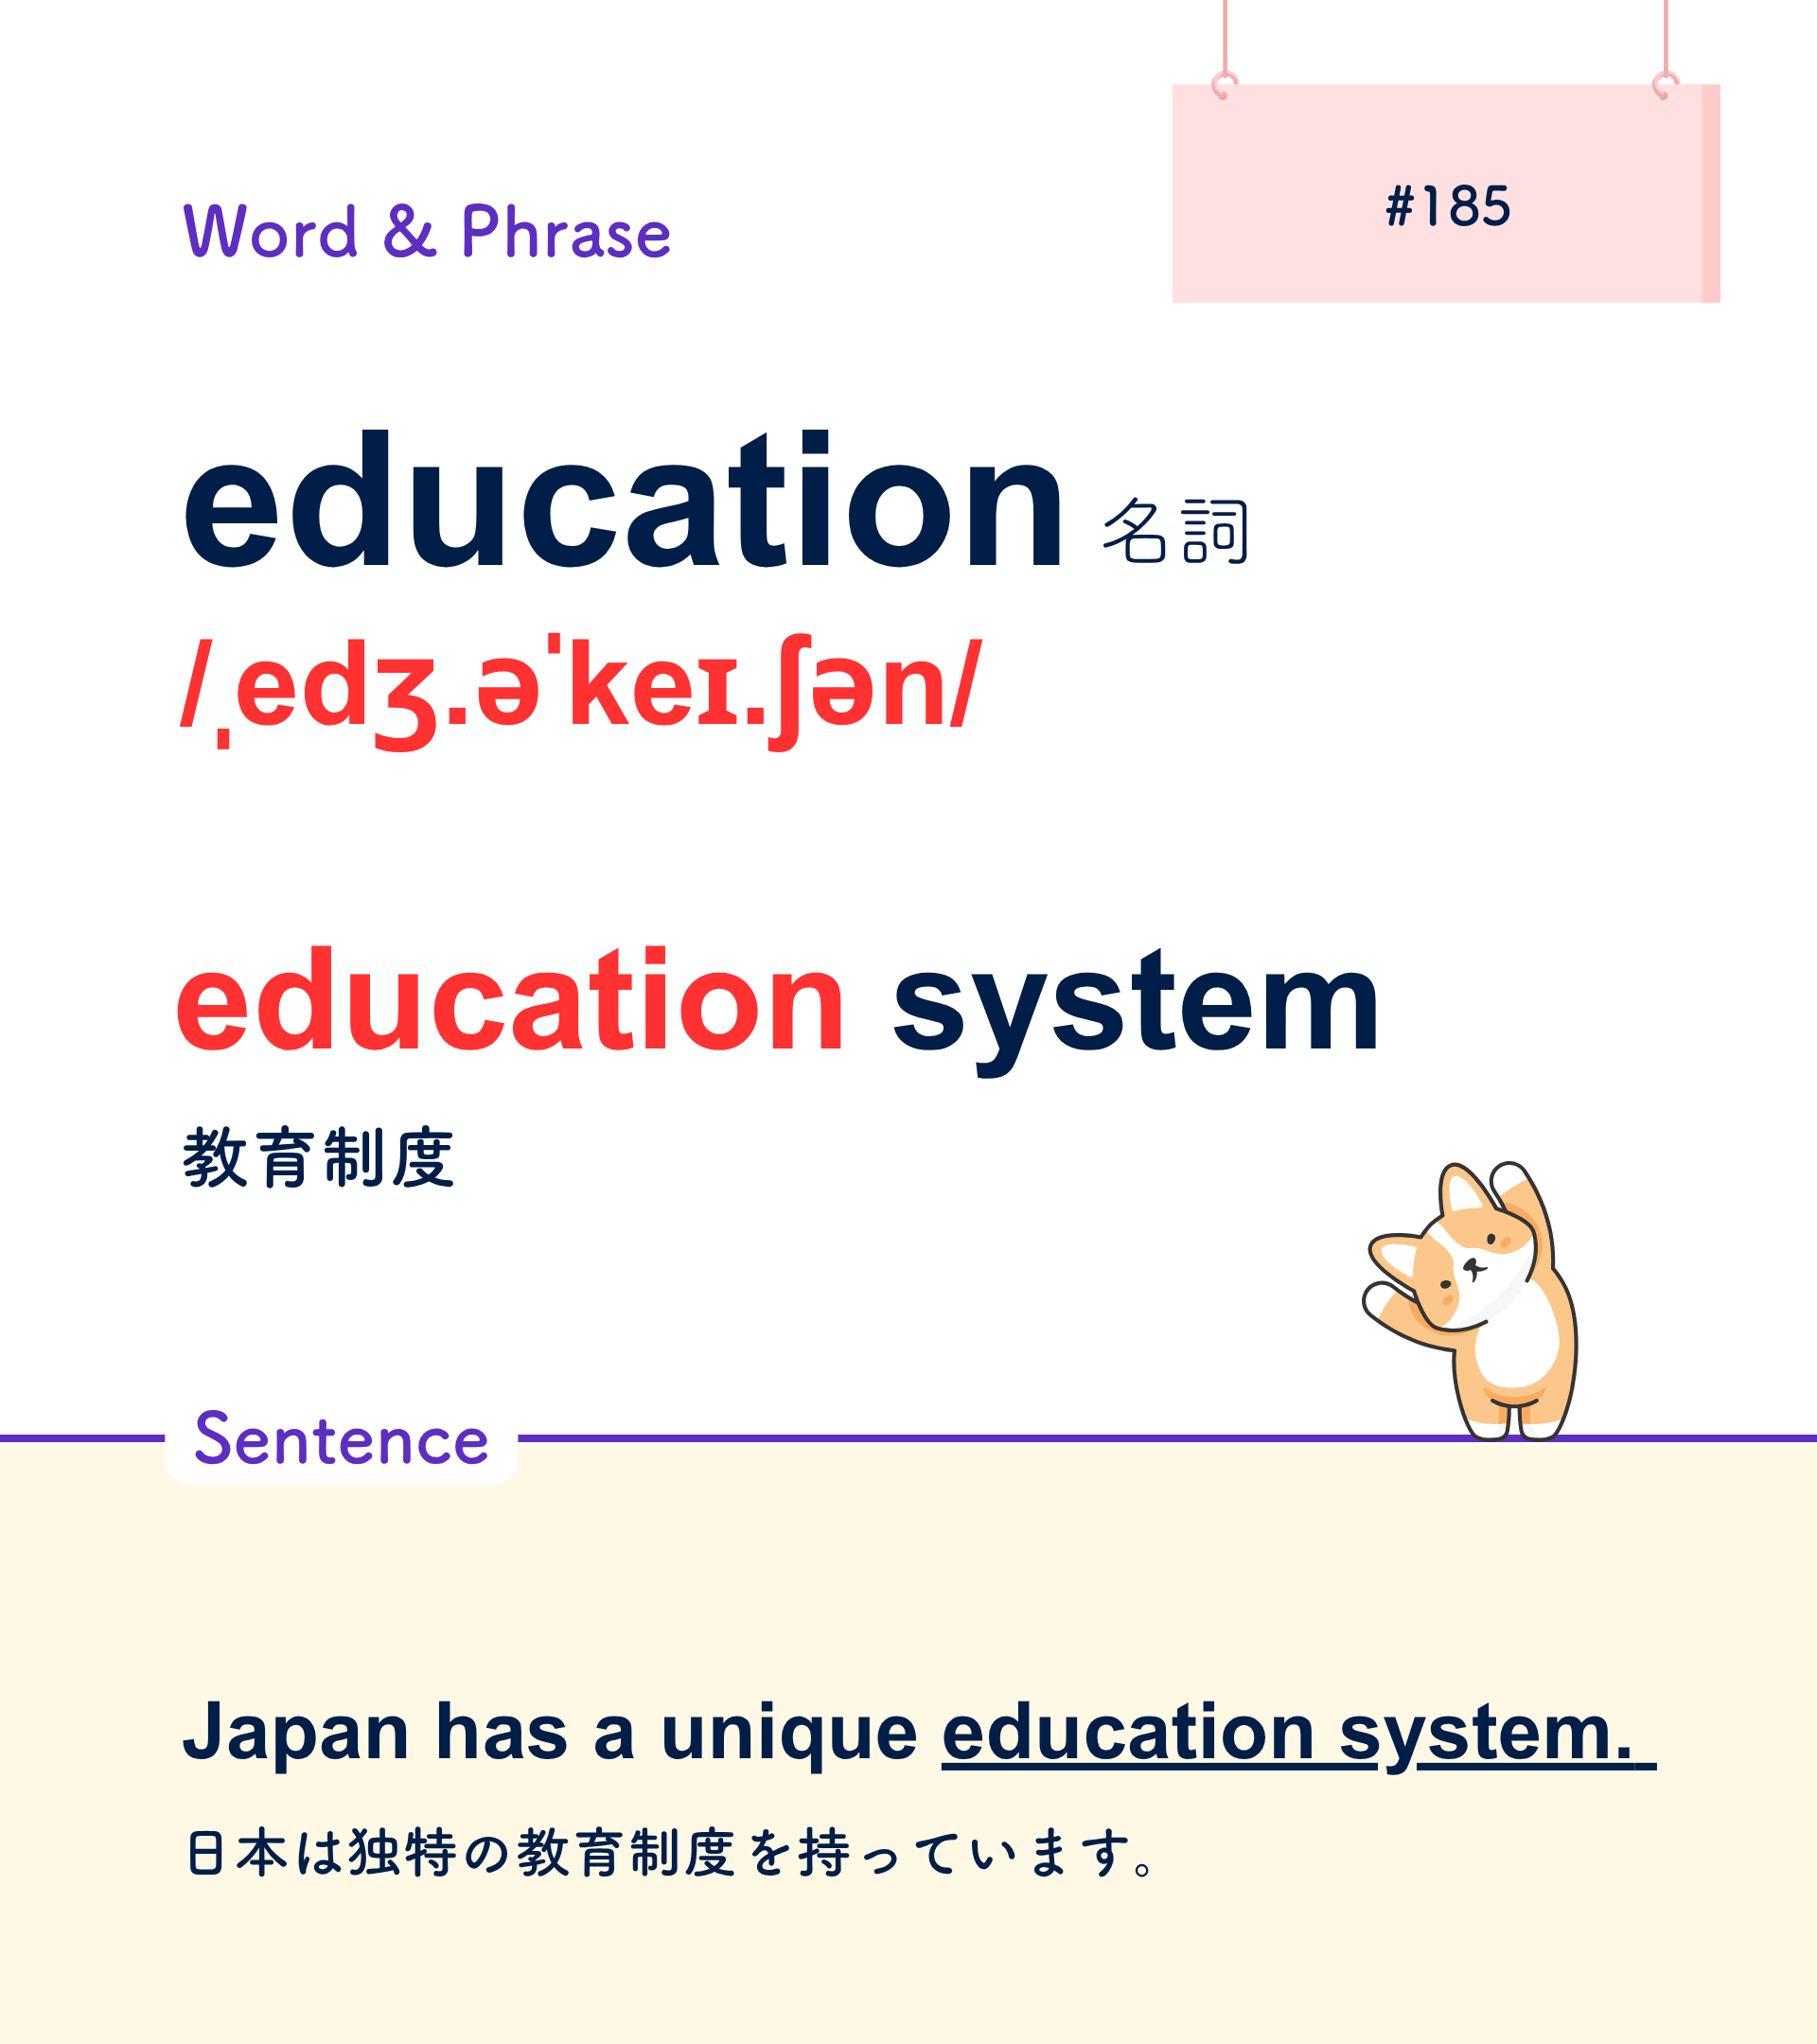 #185
Word & Phrase
education 名詞
/ˌedʒ.əˈkeɪ.ʃən/
education system
教育制度
Sentence
Japan has a unique education system.
日本は独特の教育制度を持っています。